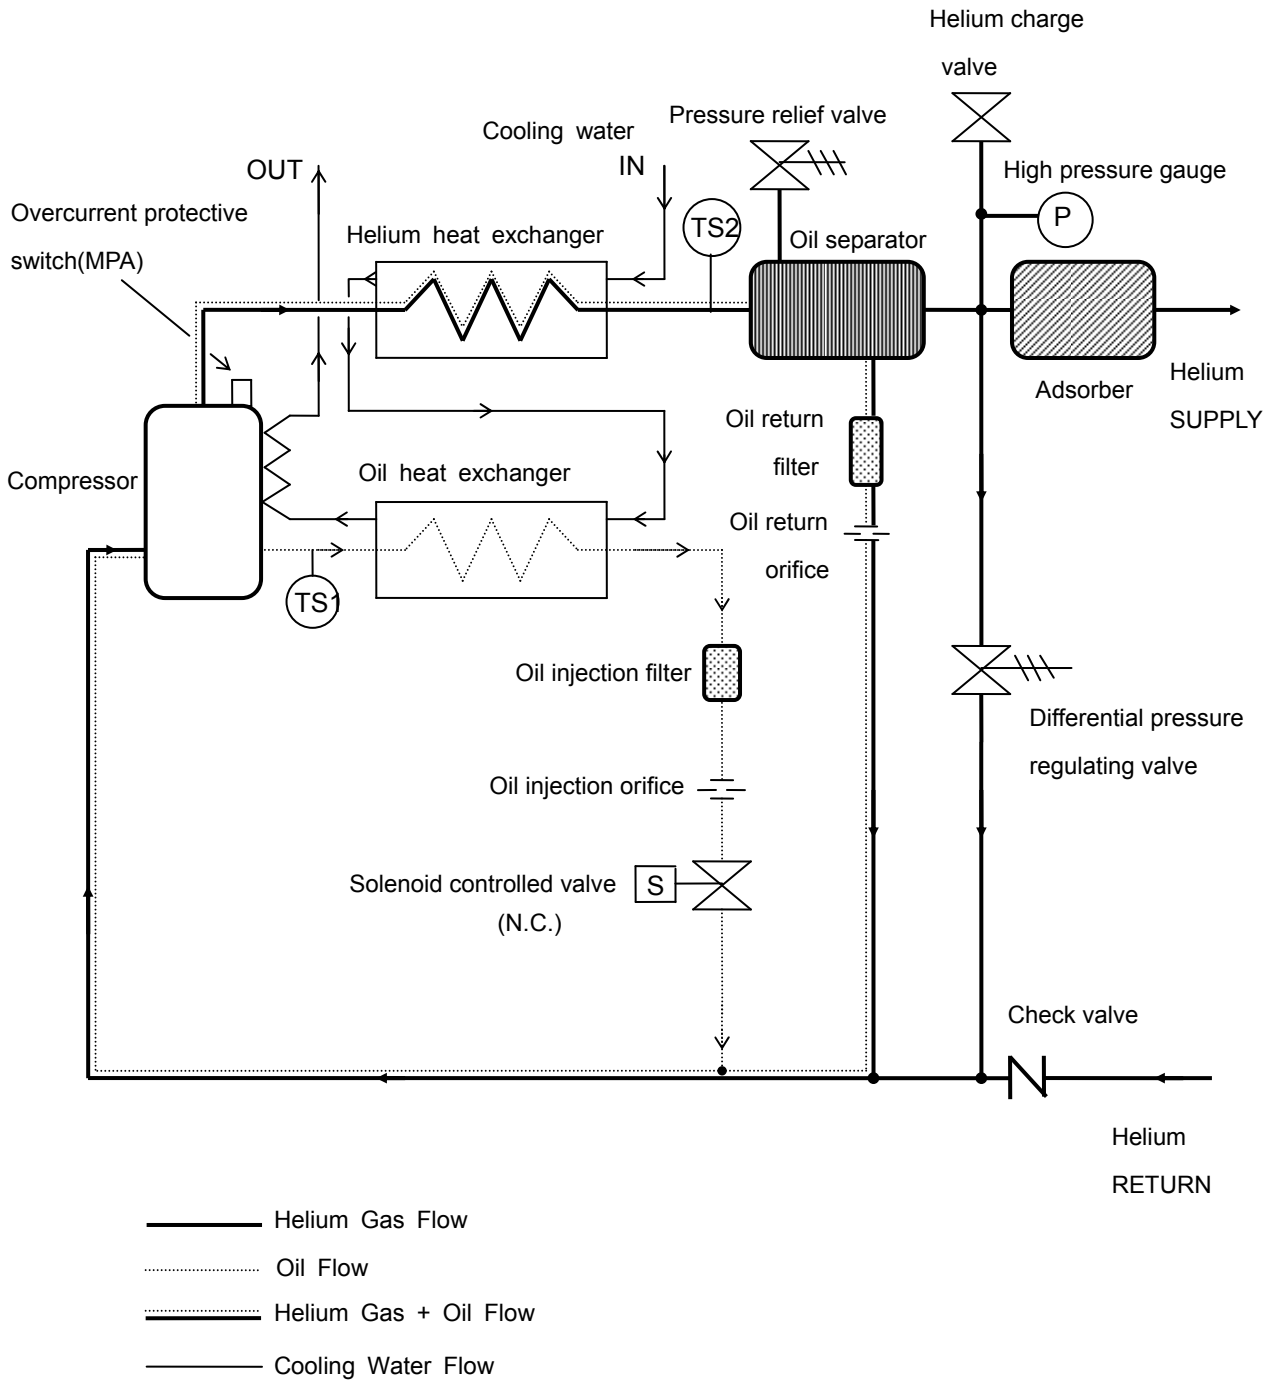 Helium charge
valve
Pressure relief valve
Cooling water
IN
OUT
High pressure gauge
P
Overcurrent protective
switch(MPA)
Helium heat exchanger
TS2
Oil separator
Adsorber
Helium
SUPPLY
Oil return
filter
Compressor
Oil heat exchanger
Oil return
orifice
TS1
Oil injection filter
Differential pressure
regulating valve
Oil injection orifice
Solenoid controlled valve
(N.C.)
S
Check valve
Helium
RETURN
Helium Gas Flow
Oil Flow
Helium Gas + Oil Flow
Cooling Water Flow